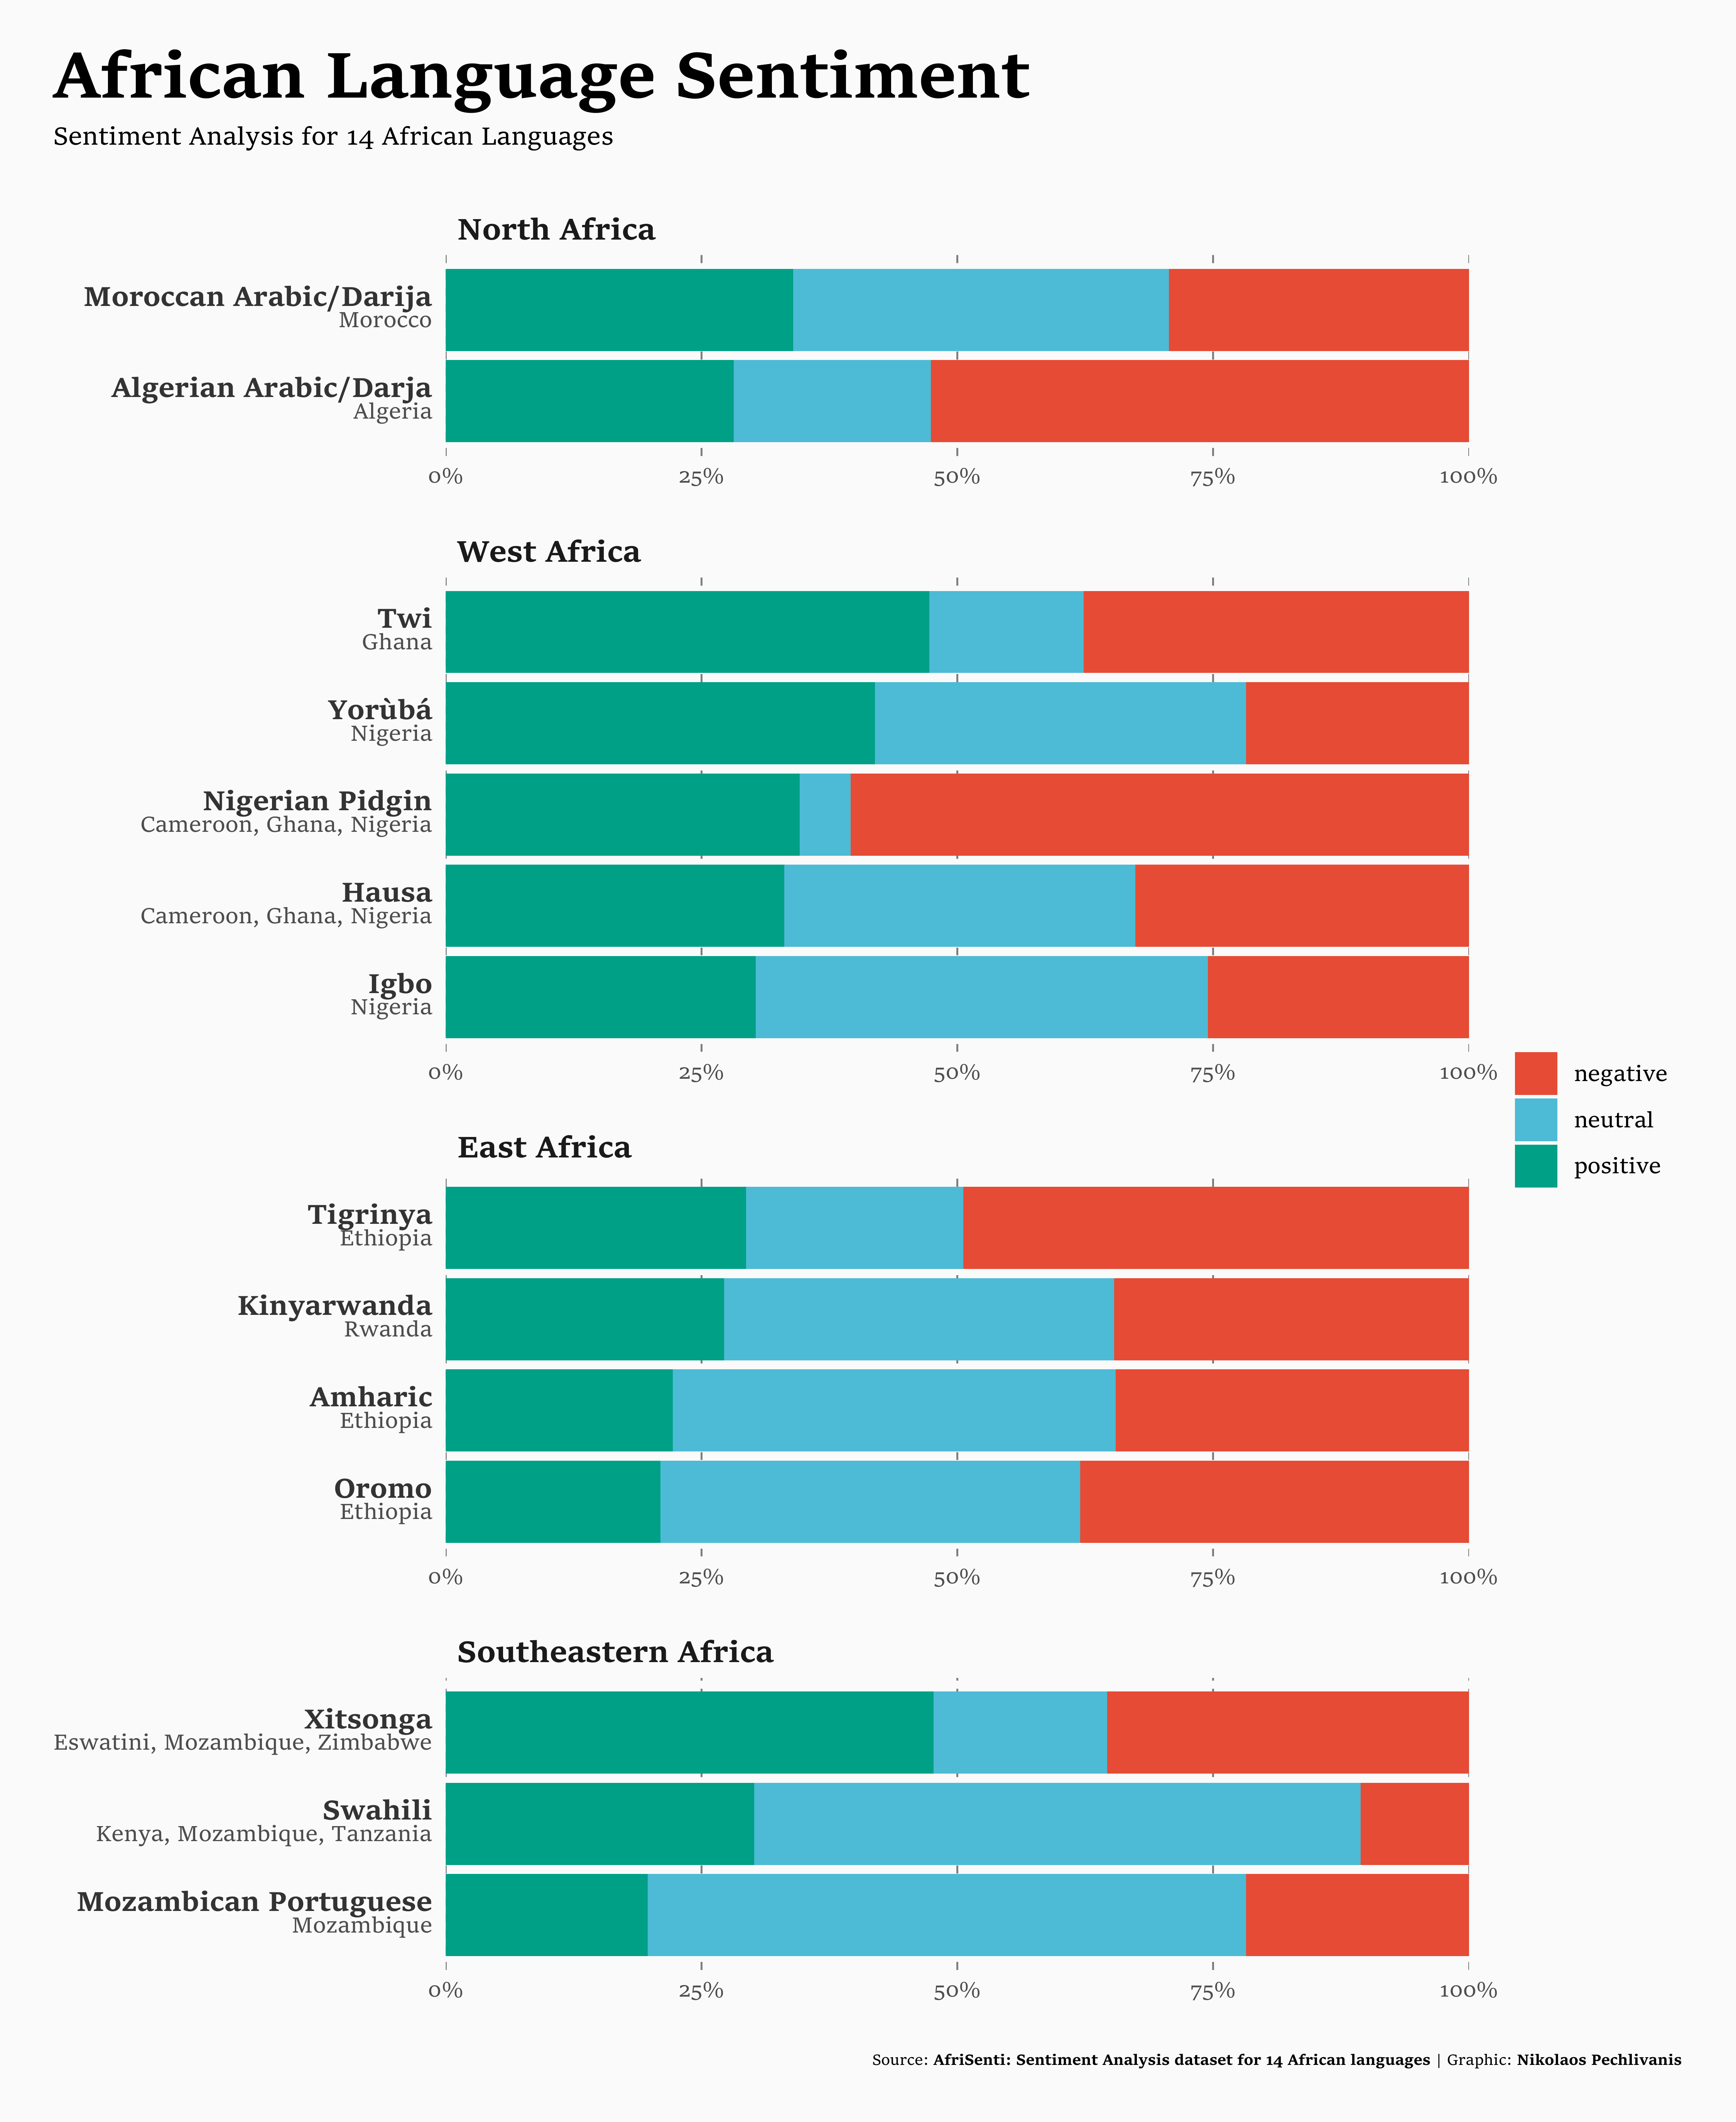 African Language Sentiment
Sentiment Analysis for 14 African Languages
North Africa
Moroccan Arabic/Darija
Morocco
Algerian Arabic/Darja
Algeria
0% 25% 50% 75% 100%
West Africa
Twi
Ghana
Yorùbá
Nigeria
Nigerian Pidgin
Cameroon, Ghana, Nigeria
Hausa
Cameroon, Ghana, Nigeria
Igbo
Nigeria
0% 25% 50% 75% 100%
negative
neutral
positive
East Africa
Tigrinya
Ethiopia
Kinyarwanda
Rwanda
Amharic
Ethiopia
Oromo
Ethiopia
0% 25% 50% 75% 100%
Southeastern Africa
Xitsonga
Eswatini, Mozambique, Zimbabwe
Swahili
Kenya, Mozambique, Tanzania
Mozambican Portuguese
Mozambique
0% 25% 50% 75% 100%
Source: AfriSenti: Sentiment Analysis dataset for 14 African languages | Graphic: Nikolaos Pechlivanis